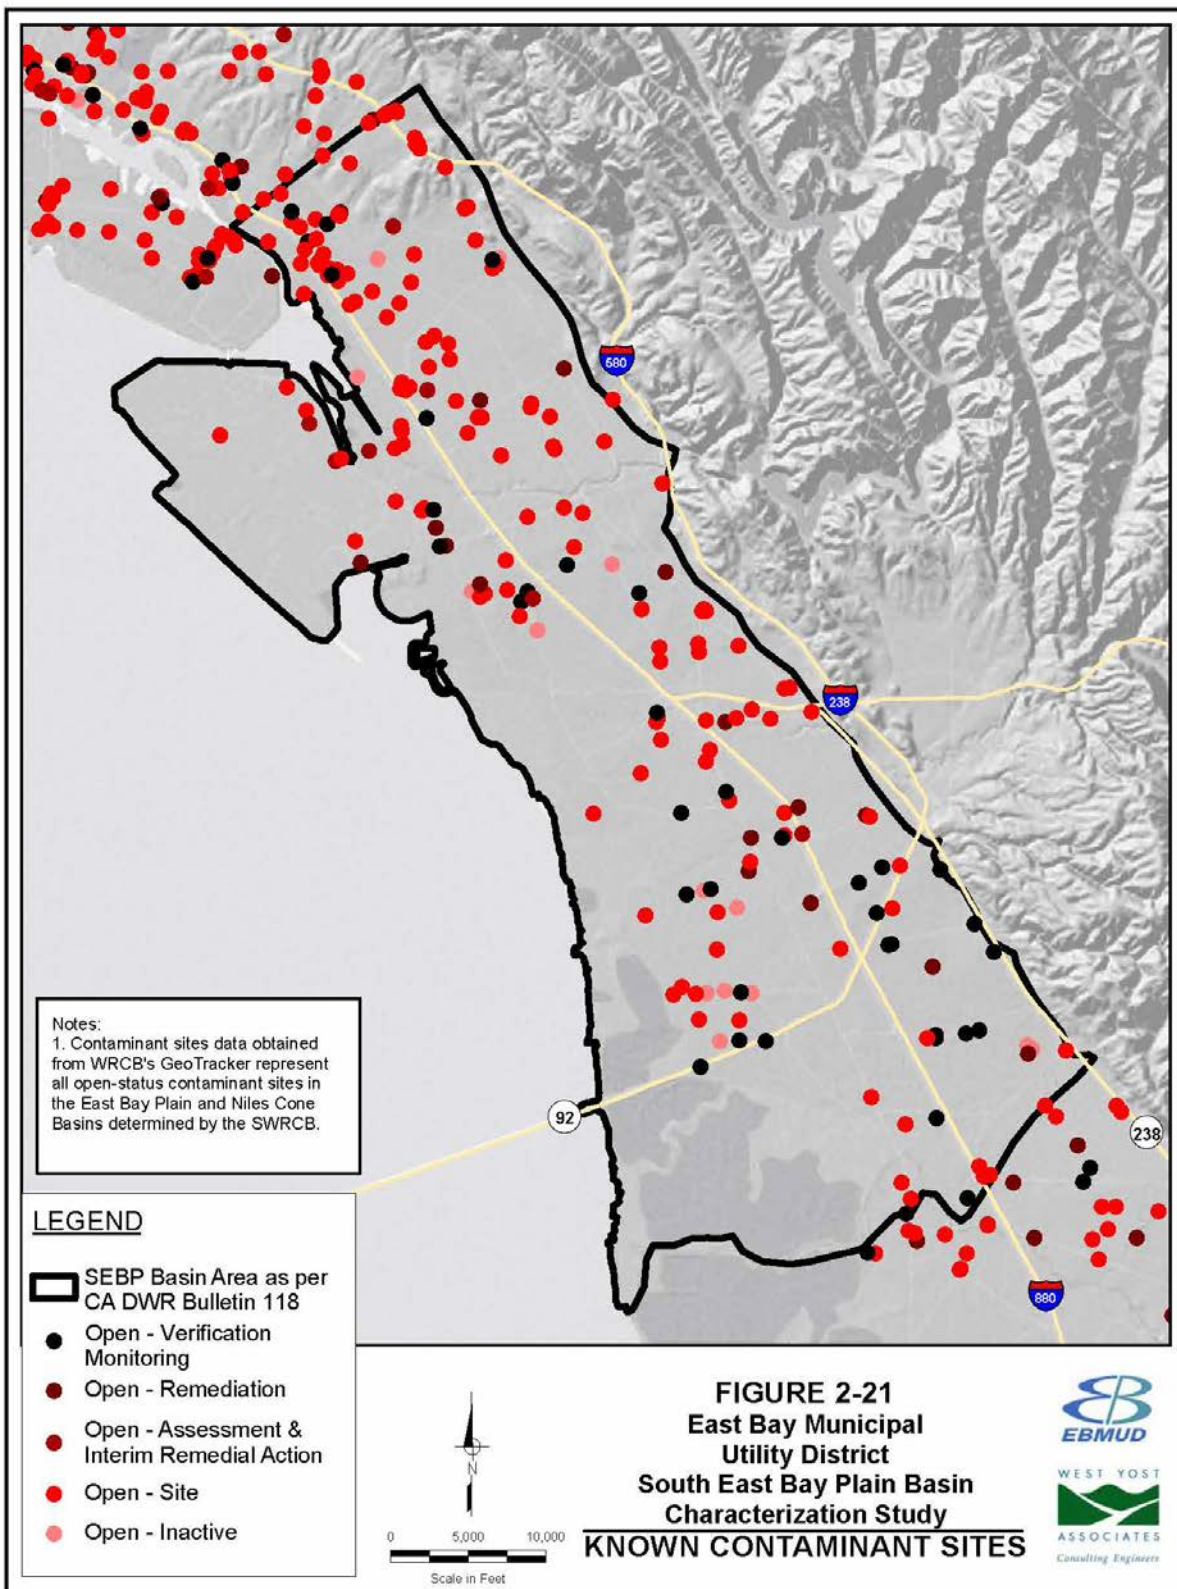 580
238
Notes:
1. Contaminant sites data obtained
from WRCB's GeoTracker represent
all open-status contaminant sites in
the East Bay Plain and Niles Cone
Basins determined by the SWRCB.
92
238
880
LEGEND
SEBP Basin Area as per
CA DWR Bulletin 118
Open - Verification
Monitoring
Open - Remediation
Open - Assessment &
Interim Remedial Action
Open - Site
Open - Inactive
N
0 5,000 10,000
Scale in Feet
FIGURE 2-21
East Bay Municipal
Utility District
South East Bay Plain Basin
Characterization Study
KNOWN CONTAMINANT SITES
EBMUD
WEST YOST
ASSOCIATES
Consulting Engineers